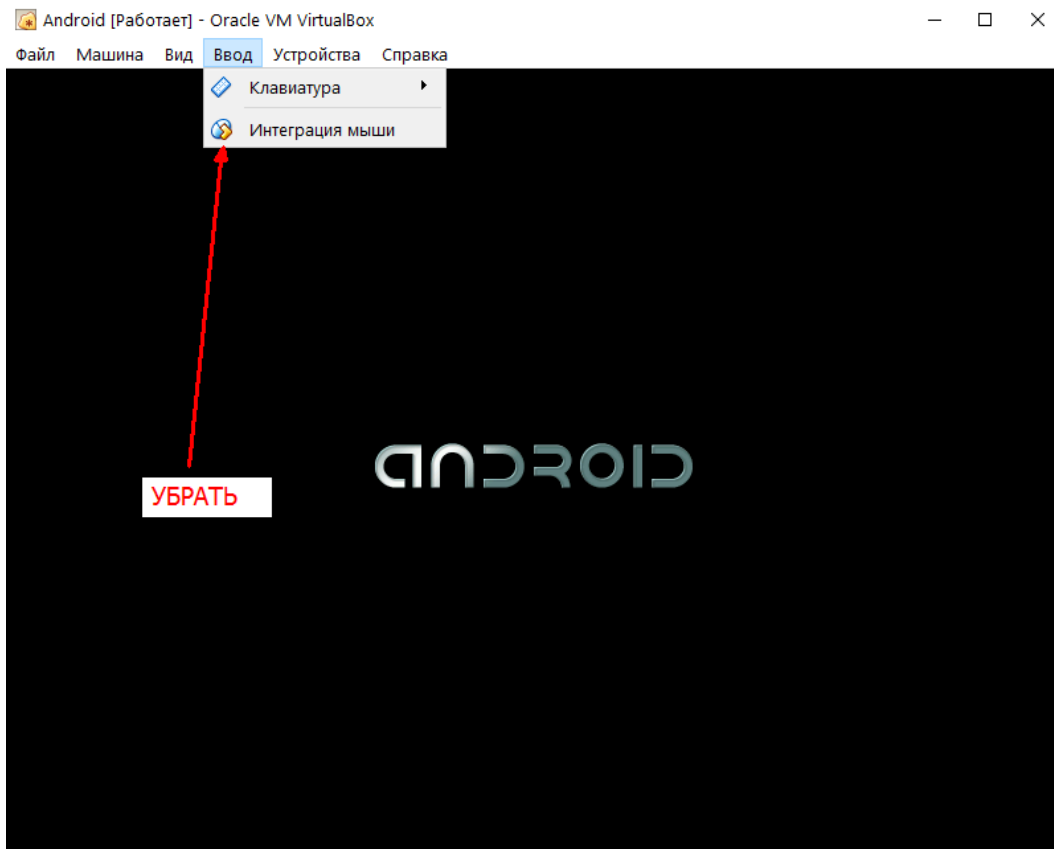 Android [Работает] - Oracle VM VirtualBox
Файл Машина Вид Ввод Устройства Справка
Клавиатура
Интеграция мыши
ANDROID
УБРАТЬ